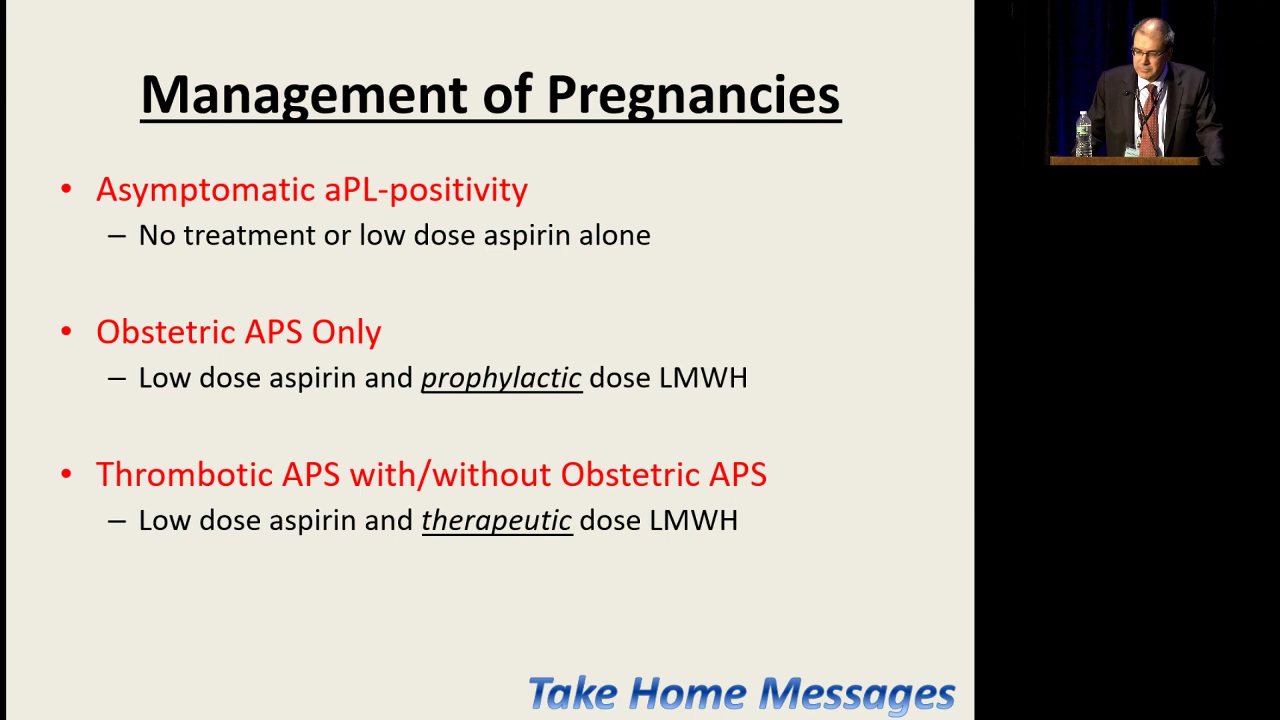 Management of Pregnancies
• Asymptomatic aPL-positivity
– No treatment or low dose aspirin alone
• Obstetric APS Only
– Low dose aspirin and prophylactic dose LMWH
• Thrombotic APS with/without Obstetric APS
– Low dose aspirin and therapeutic dose LMWH
Take Home Messages